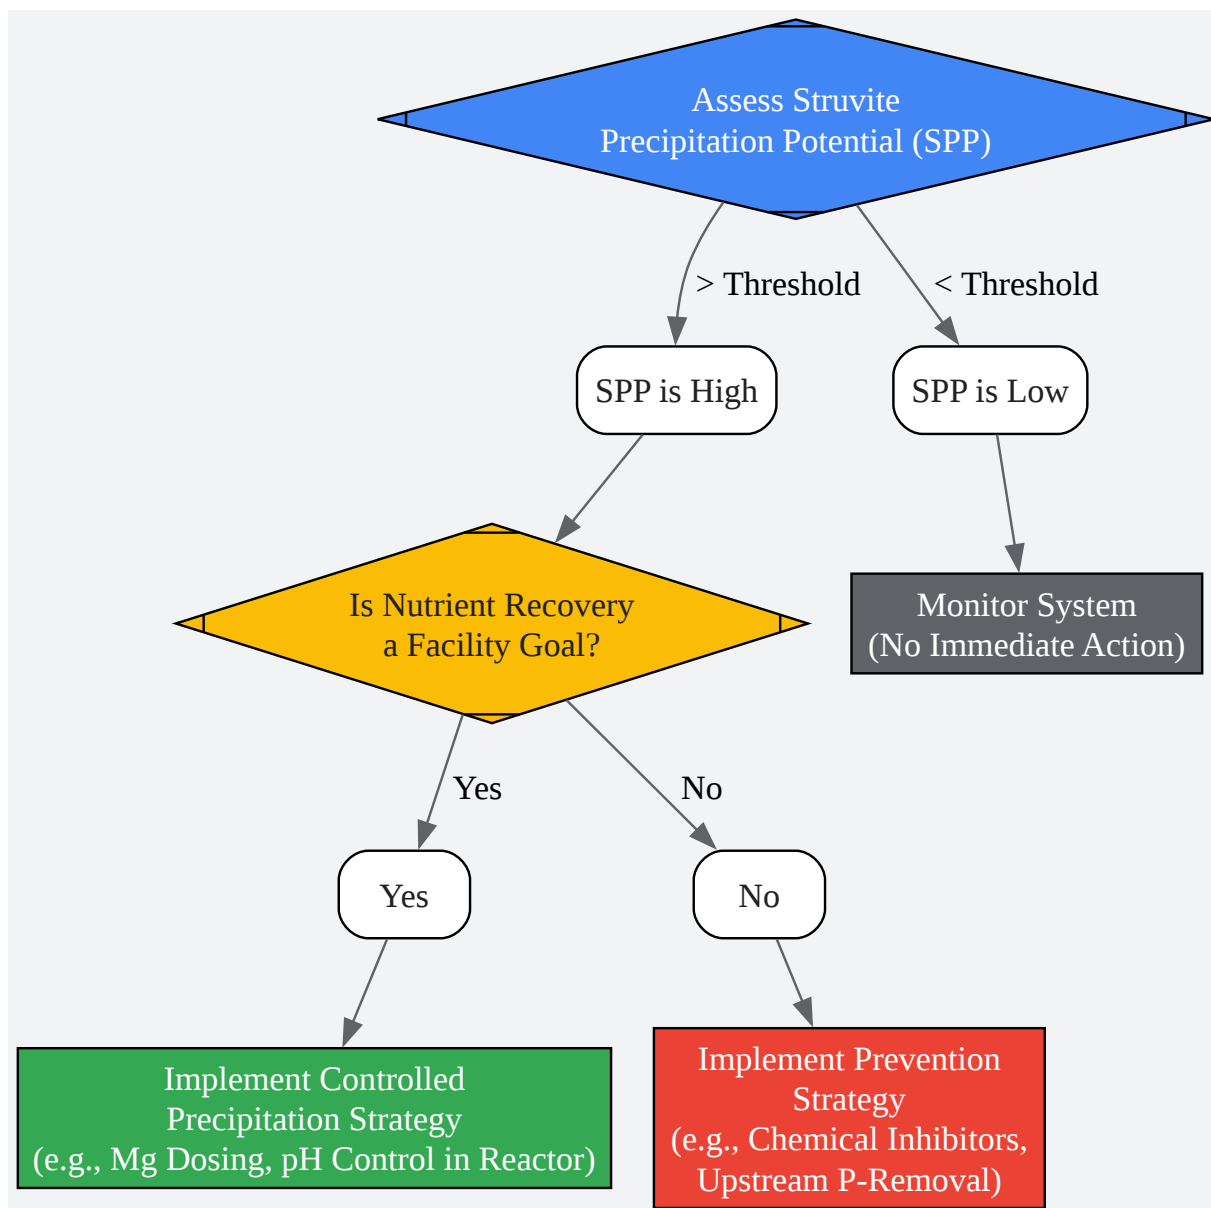 Assess Struvite
Precipitation Potential (SPP)
> Threshold
< Threshold
SPP is High
SPP is Low
Is Nutrient Recovery
a Facility Goal?
Monitor System
(No Immediate Action)
Yes
No
Yes
No
Implement Controlled
Precipitation Strategy
(e.g., Mg Dosing, pH Control in Reactor)
Implement Prevention
Strategy
(e.g., Chemical Inhibitors,
Upstream P-Removal)